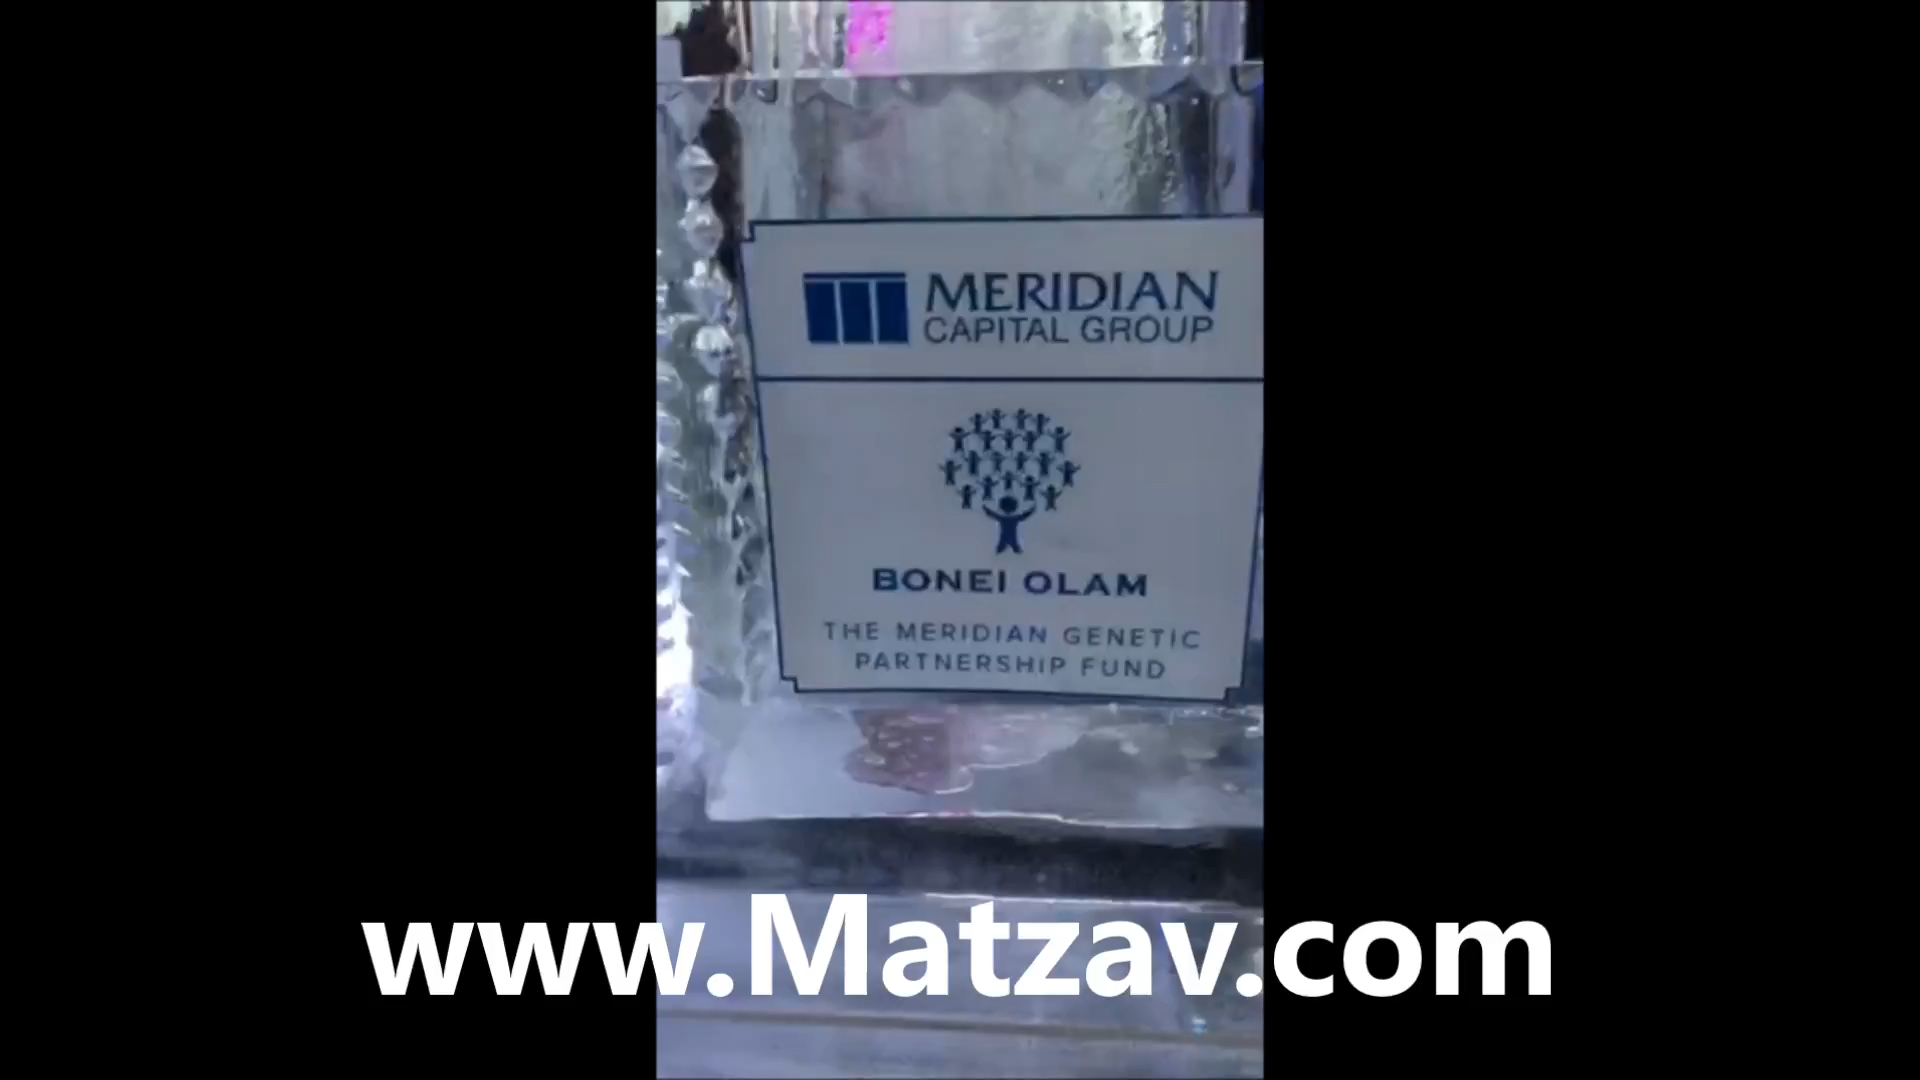 MERIDIAN
CAPITAL GROUP
BONEI OLAM
THE MERIDIAN GENETIC
PARTNERSHIP FUND
www.Matzav.com